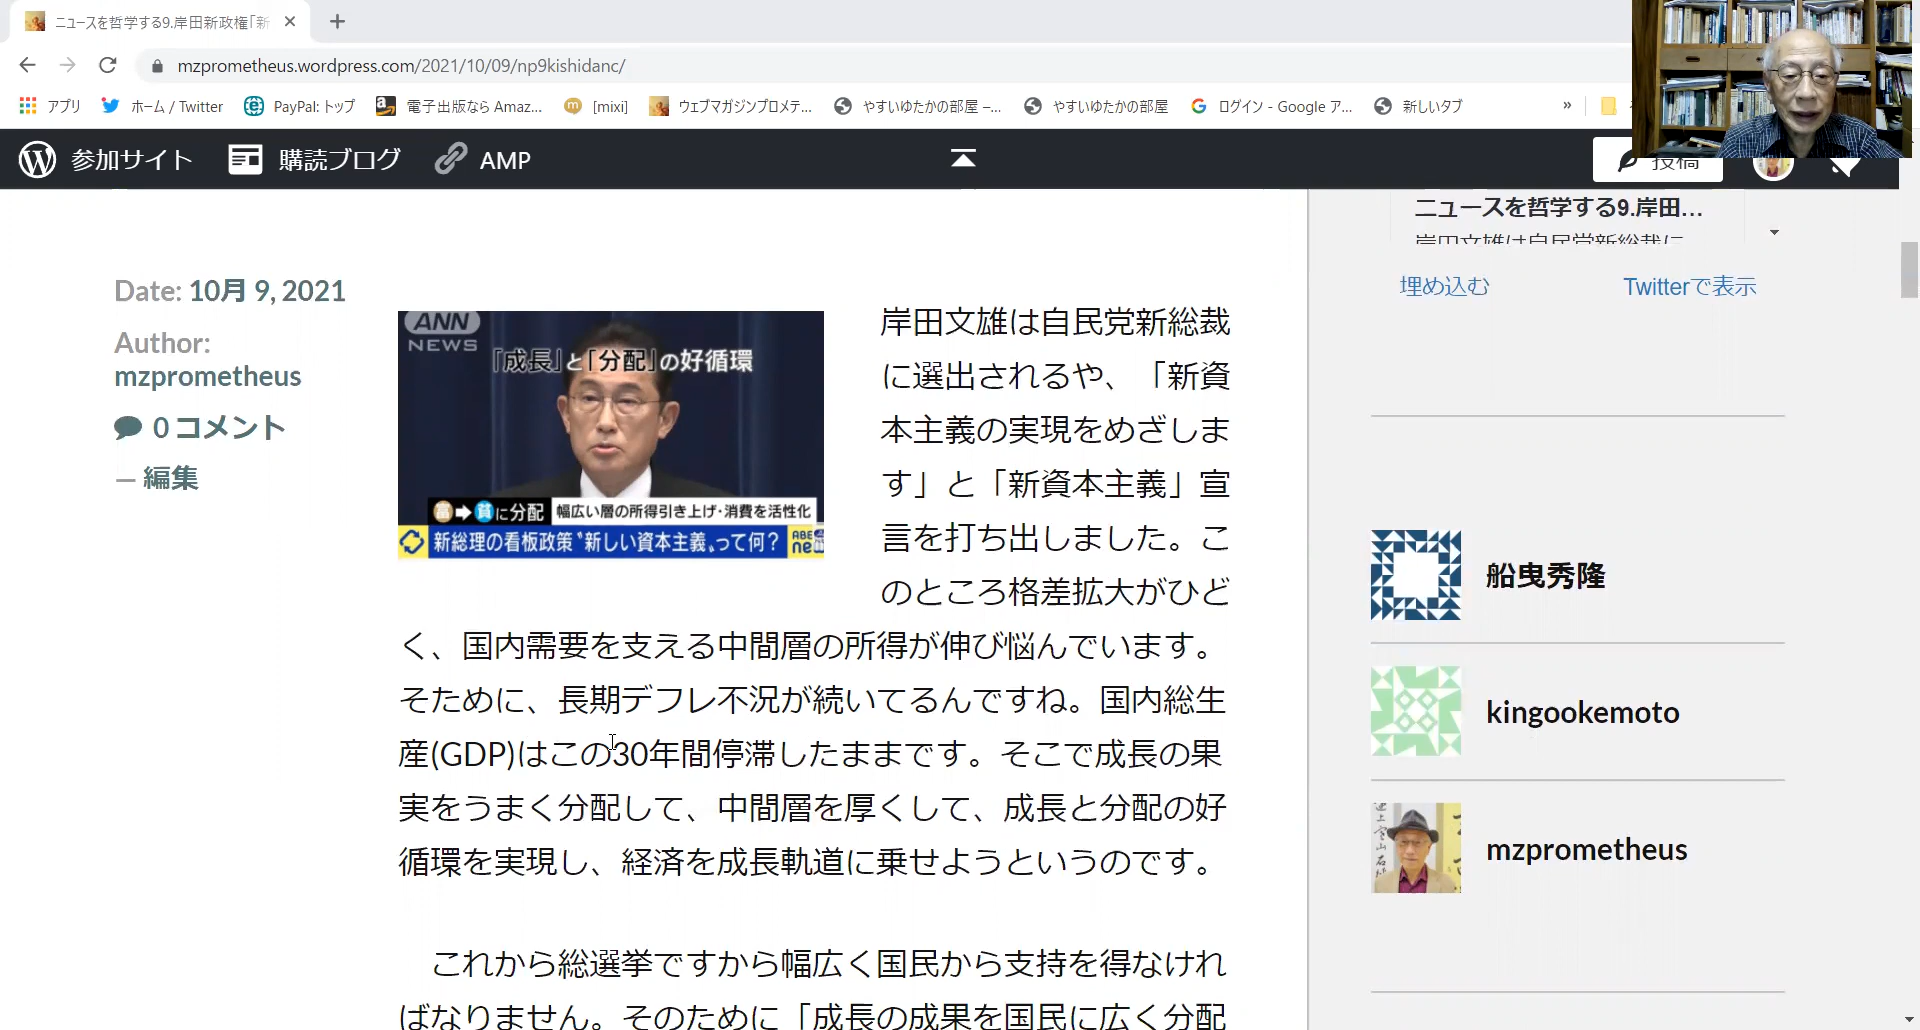 ニュースを哲学する9.岸田新政権「新
mzprometheus.wordpress.com/2021/10/09/np9kishidanc/
アプリ
ホーム / Twitter
PayPal: トップ
電子出版なら Amaz...
[mixi]
ウェブマガジンプロメテ...
やすいゆたかの部屋 –...
やすいゆたかの部屋
ログイン - Google ア...
新しいタブ
»
参加サイト
購読ブログ
AMP
投稿
ニュースを哲学する9.岸田...
岸田文雄は自民党新総裁に
埋め込む
Twitterで表示
Date: 10月 9, 2021
Author:
mzprometheus
0 コメント
— 編集
ANN
NEWS
「成長」と「分配」の好循環
富➡貧に分配
幅広い層の所得引き上げ・消費を活性化
新総理の看板政策〝新しい資本主義〟って何?
岸田文雄は自民党新総裁
に選出されるや、「新資
本主義の実現をめざしま
す」と「新資本主義」宣
言を打ち出しました。こ
のところ格差拡大がひど
く、国内需要を支える中間層の所得が伸び悩んでいます。
そために、長期デフレ不況が続いてるんですね。国内総生
産(GDP)はこの30年間停滞したままです。そこで成長の果
実をうまく分配して、中間層を厚くして、成長と分配の好
循環を実現し、経済を成長軌道に乗せようというのです。
これから総選挙ですから幅広く国民から支持を得なけれ
ばなりません。そのために「成長の成果を国民に広く分配
船曳秀隆
kingookemoto
mzprometheus